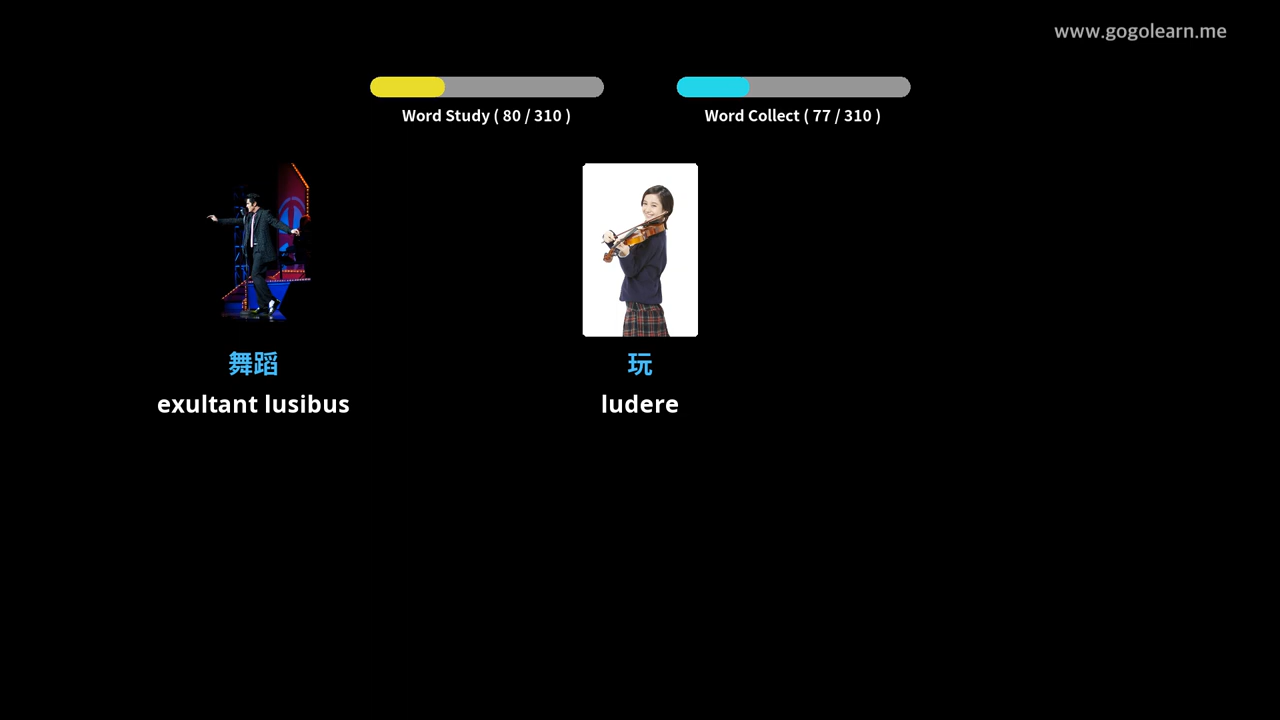 www.gogolearn.me
Word Study ( 80 / 310 )
Word Collect ( 77 / 310 )
舞蹈
玩
exultant lusibus
ludere